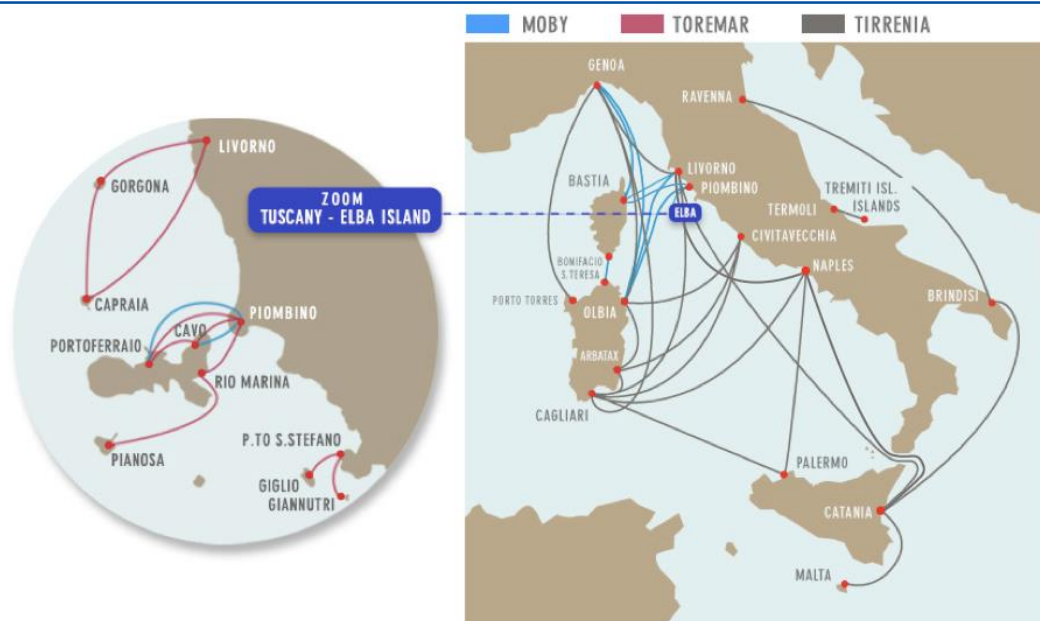 MOBY
TOREMAR
TIRRENIA
LIVORNO
GORGONA
CAPRAIA
PIOMBINO
CAVO
PORTOFERRAIO
RIO MARINA
PIANOSA
P.TO S.STEFANO
GIGLIO
GIANNUTRI
ZOOM
TUSCANY - ELBA ISLAND
GENOA
RAVENNA
LIVORNO
BASTIA
PIOMBINO
ELBA
TREMITI ISL.
ISLANDS
TERMOLI
CIVITAVECCHIA
BONIFACIO
S.TERESA
NAPLES
PORTO TORRES
OLBIA
BRINDISI
ARBATAX
CAGLIARI
PALERMO
CATANIA
MALTA